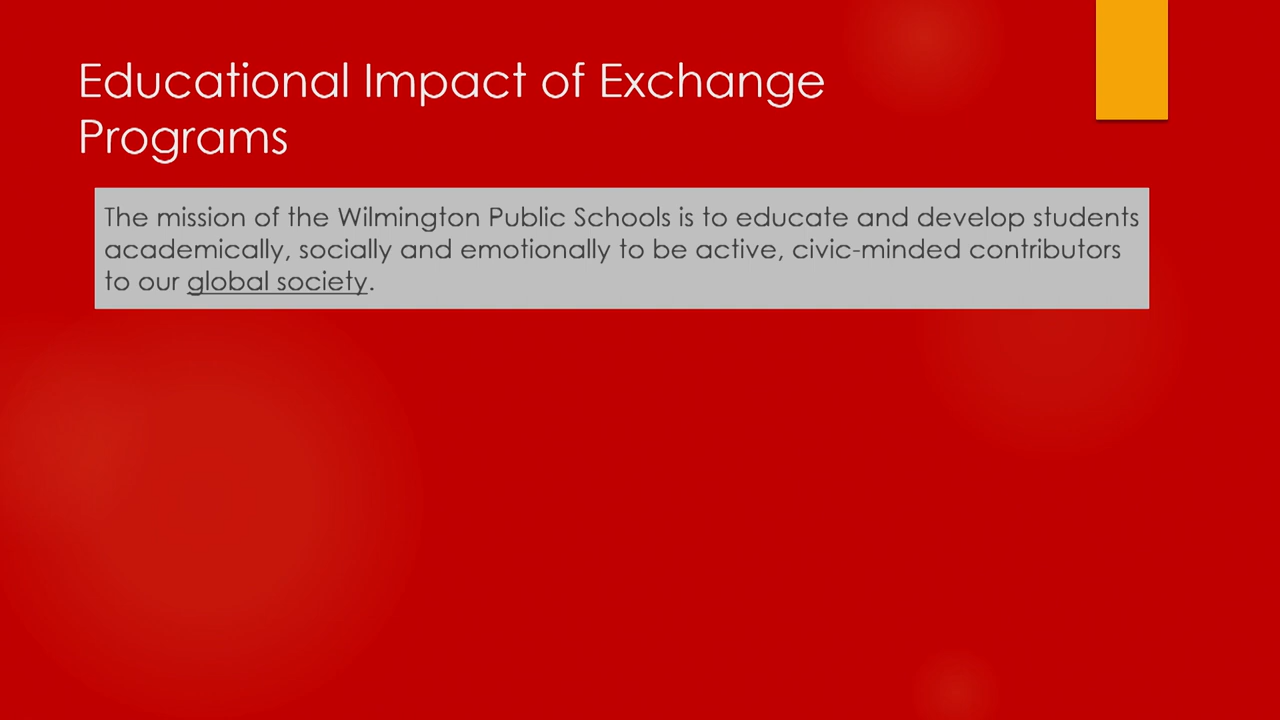 Educational Impact of Exchange
Programs
The mission of the Wilmington Public Schools is to educate and develop students
academically, socially and emotionally to be active, civic-minded contributors
to our global society.